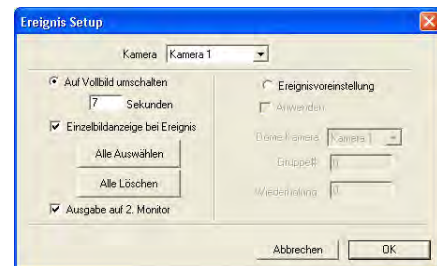 Ereignis Setup
Kamera Kamera 1
Auf Vollbild umschalten
7 Sekunden
Einzelbildanzeige bei Ereignis
Alle Auswählen
Alle Löschen
Ausgabe auf 2. Monitor
Ereignisvoreinstellung
Anwenden
Dome Kamera Kamera 1
Gruppe# 0
Wiederholung 0
Abbrechen OK